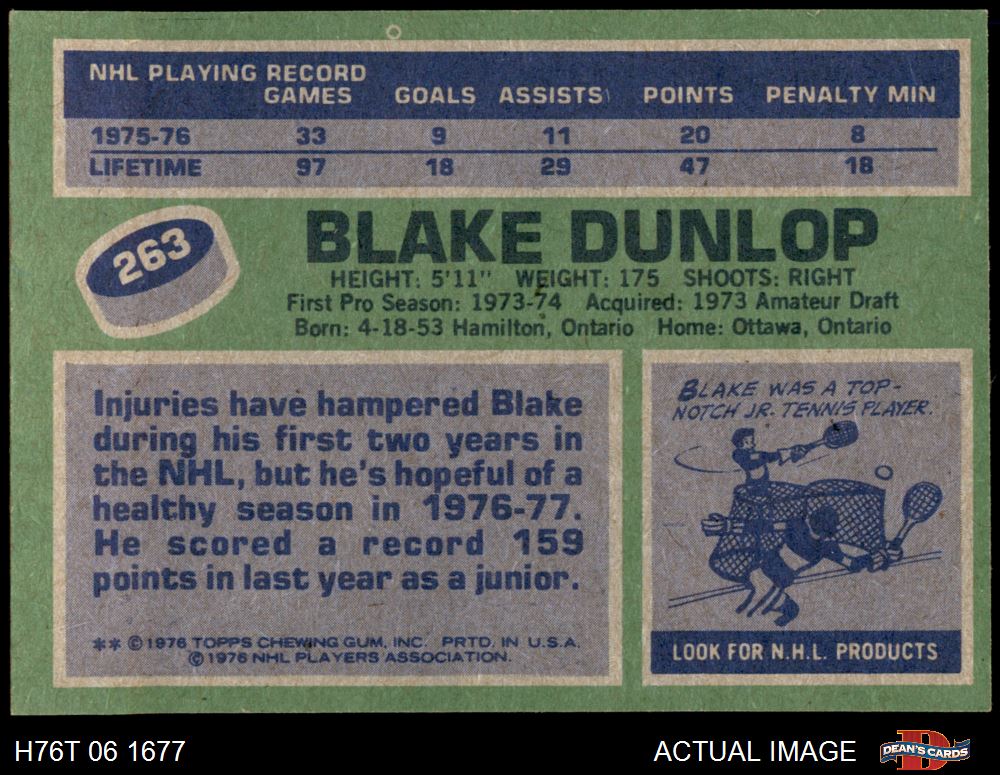 NHL PLAYING RECORD
GAMES GOALS ASSISTS POINTS PENALTY MIN
1975-76 33 9 11 20 8
LIFETIME 97 18 29 47 18
263
BLAKE DUNLOP
HEIGHT: 5'11" WEIGHT: 175 SHOOTS: RIGHT
First Pro Season: 1973-74 Acquired: 1973 Amateur Draft
Born: 4-18-53 Hamilton, Ontario Home: Ottawa, Ontario
Injuries have hampered Blake
during his first two years in
the NHL, but he's hopeful of a
healthy season in 1976-77.
He scored a record 159
points in last year as a junior.
** © 1976 TOPPS CHEWING GUM, INC. PRTD. IN U.S.A.
© 1976 NHL PLAYERS ASSOCIATION.
BLAKE WAS A TOP-
NOTCH JR. TENNIS PLAYER.
LOOK FOR N.H.L. PRODUCTS
H76T 06 1677
ACTUAL IMAGE
D
DEAN'S CARDS